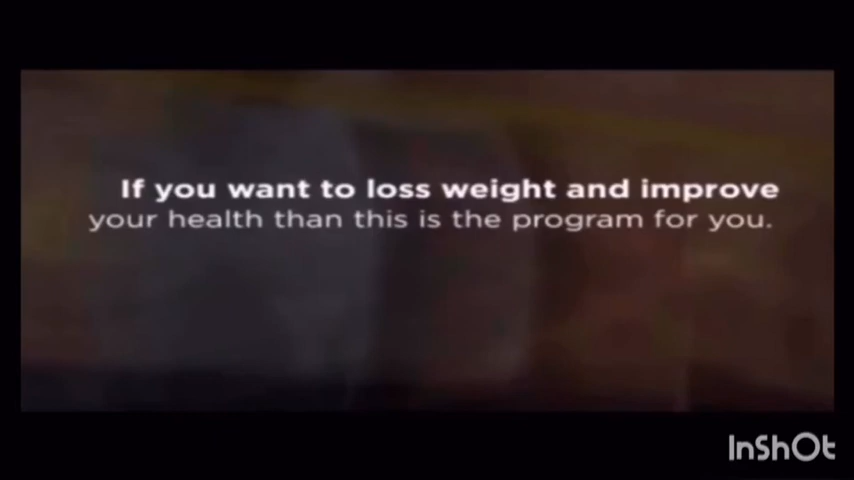 If you want to loss weight and improve
your health than this is the program for you.
InShOt